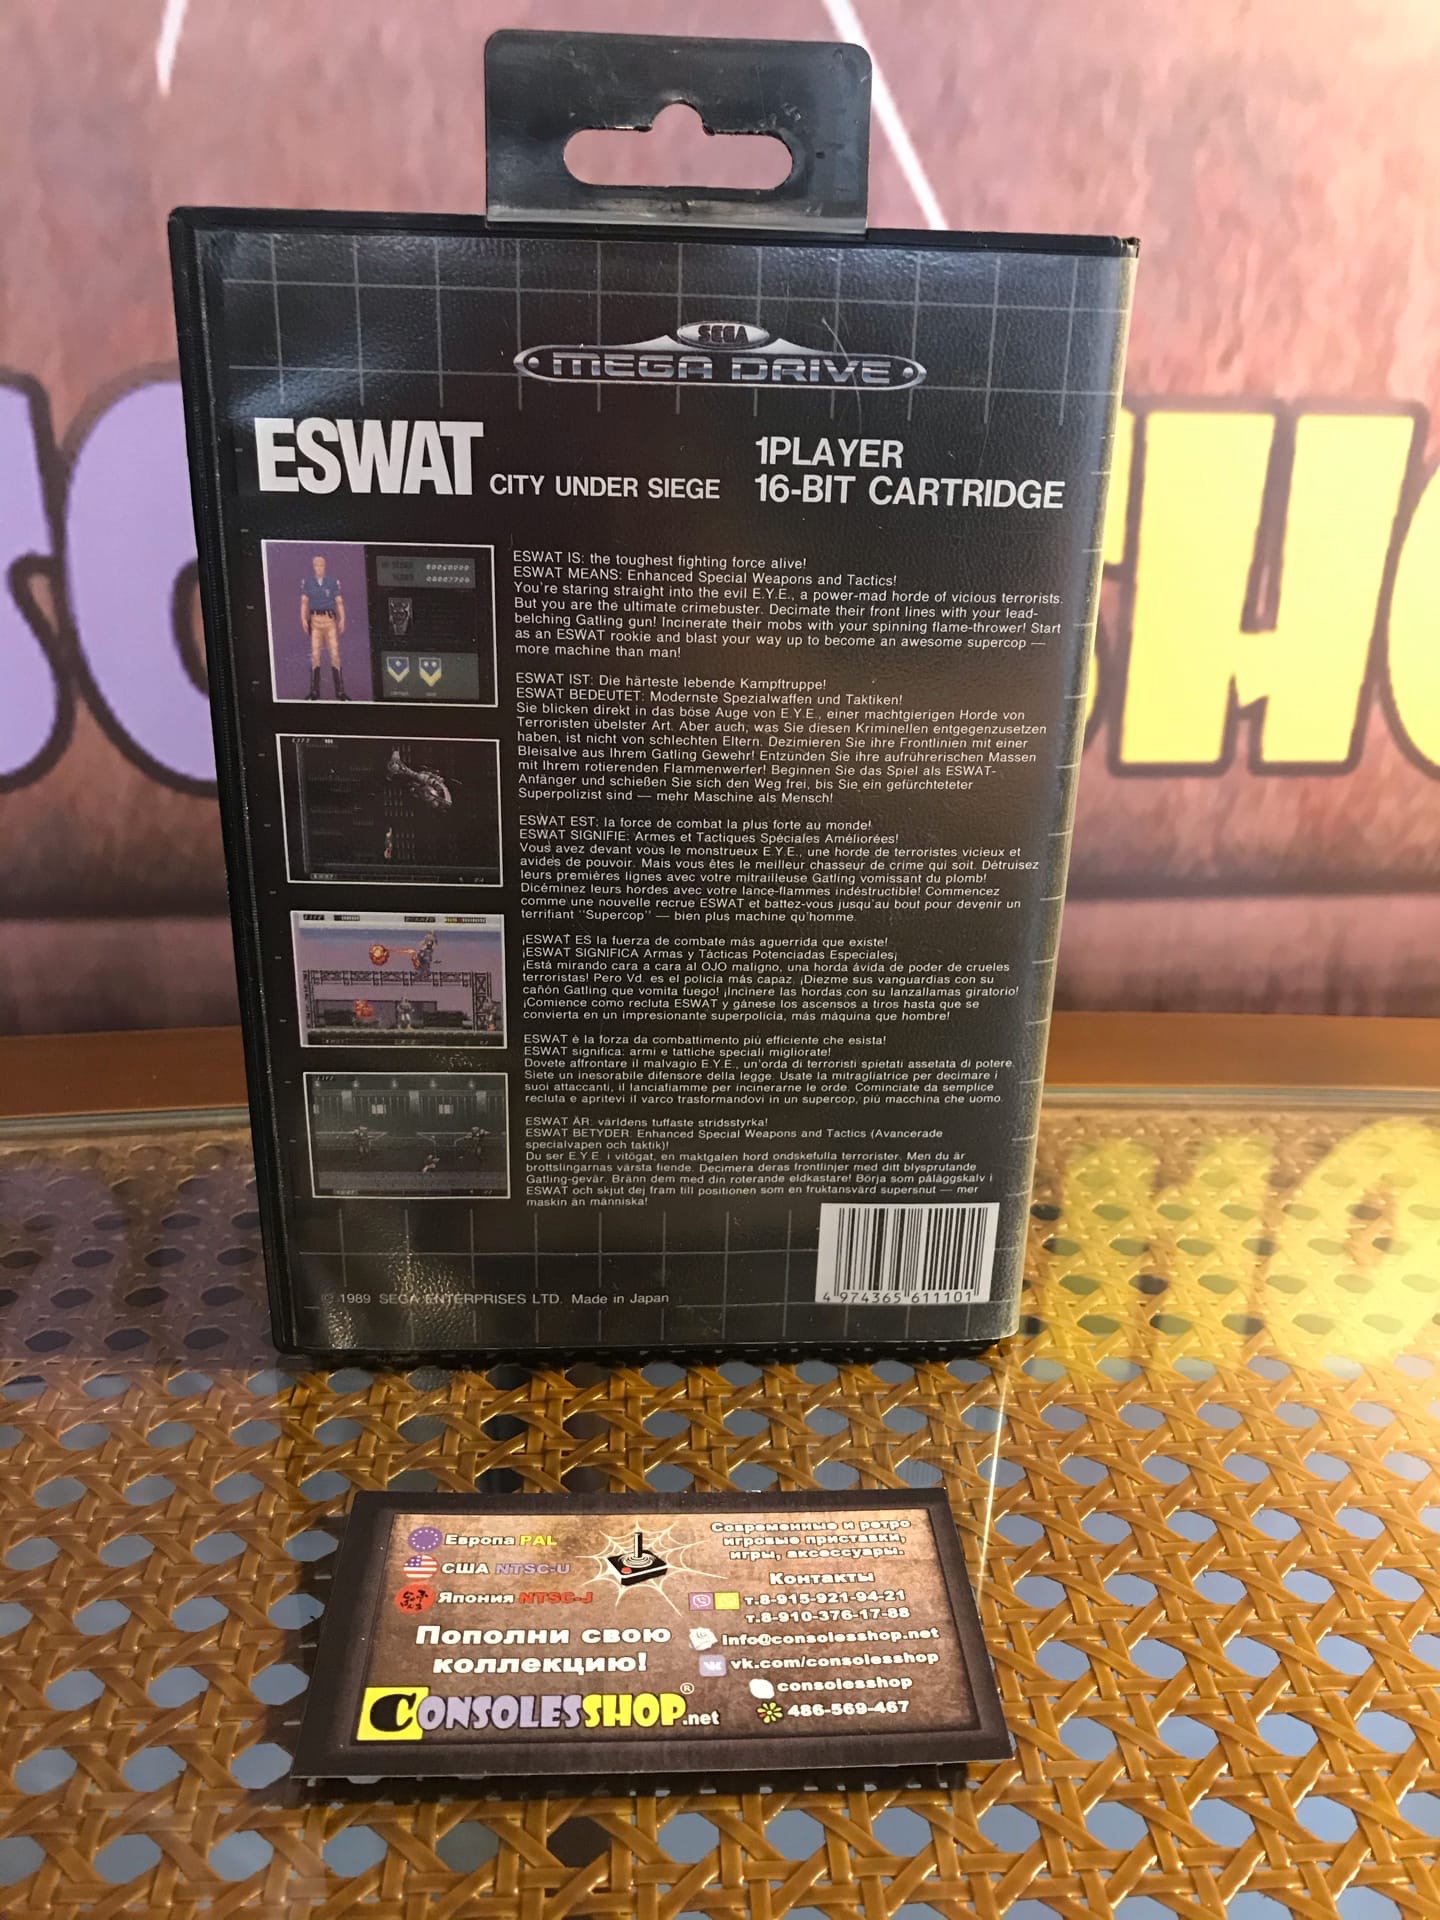 SEGA
MEGA DRIVE
ESWAT CITY UNDER SIEGE
1PLAYER
16-BIT CARTRIDGE
ESWAT IS: the toughest fighting force alive!
ESWAT MEANS: Enhanced Special Weapons and Tactics!
You're staring straight into the evil E.Y.E., a power-mad horde of vicious terrorists.
But you are the ultimate crimebuster. Decimate their front lines with your lead-
belching Gatling gun! Incinerate their mobs with your spinning flame-thrower! Start
as an ESWAT rookie and blast your way up to become an awesome supercop —
more machine than man!
ESWAT IST: Die härteste lebende Kampftruppe!
ESWAT BEDEUTET: Modernste Spezialwaffen und Taktiken!
Sie blicken direkt in das böse Auge von E.Y.E., einer machtgierigen Horde von
Terroristen übelster Art. Aber auch, was Sie diesen Kriminellen entgegenzusetzen
haben, ist nicht von schlechten Eltern. Dezimieren Sie ihre Frontlinien mit einer
Bleisalve aus Ihrem Gatling Gewehr! Entzünden Sie ihre aufrührerischen Massen
mit Ihrem rotierenden Flammenwerfer! Beginnen Sie das Spiel als ESWAT-
Anfänger und schießen Sie sich den Weg frei, bis Sie ein gefürchteteter
Superpolizist sind — mehr Maschine als Mensch!
ESWAT EST: la force de combat la plus forte au monde!
ESWAT SIGNIFIE: Armes et Tactiques Spéciales Améliorées!
Vous avez devant vous le monstrueux E.Y.E., une horde de terroristes vicieux et
avides de pouvoir. Mais vous êtes le meilleur chasseur de crime qui soit. Détruisez
leurs premières lignes avec votre mitrailleuse Gatling vomissant du plomb!
Dicéminez leurs hordes avec votre lance-flammes indéstructible! Commencez
comme une nouvelle recrue ESWAT et battez-vous jusqu'au bout pour devenir un
terrifiant "Supercop" — bien plus machine qu'homme.
¡ESWAT ES la fuerza de combate más aguerrida que existe!
¡ESWAT SIGNIFICA Armas y Tácticas Potenciadas Especiales¡
¡Está mirando cara a cara al OJO maligno, una horda ávida de poder de crueles
terroristas! Pero Vd. es el policía más capaz. ¡Diezme sus vanguardias con su
cañón Gatling que vomita fuego! ¡Incinere las hordas con su lanzallamas giratorio!
¡Comience como recluta ESWAT y gánese los ascensos a tiros hasta que se
convierta en un impresionante superpolicía, más máquina que hombre!
ESWAT è la forza da combattimento più efficiente che esista!
ESWAT significa: armi e tattiche speciali migliorate!
Dovete affrontare il malvagio E.Y.E., un'orda di terroristi spietati assetata di potere.
Siete un inesorabile difensore della legge. Usate la mitragliatrice per decimare i
suoi attaccanti, il lanciafiamme per incinerarne le orde. Cominciate da semplice
recluta e apritevi il varco trasformandovi in un supercop, più macchina che uomo.
ESWAT ÄR: världens tuffaste stridsstyrka!
ESWAT BETYDER: Enhanced Special Weapons and Tactics (Avancerade
specialvapen och taktik)!
Du ser E.Y.E. i vitögat, en maktgalen hord ondskefulla terrorister. Men du är
brottslingarnas värsta fiende. Decimera deras frontlinjer med ditt blysprutande
Gatling-gevär. Bränn dem med din roterande eldkastare! Börja som påläggskalv i
ESWAT och skjut dej fram till positionen som en fruktansvärd supersnut — mer
maskin än människa!
© 1989 SEGA ENTERPRISES LTD. Made in Japan
4 974365 611101
Европа PAL
США NTSC-U
Япония NTSC-J
Пополни свою
коллекцию!
CONSOLESSHOP®.net
Современные и ретро
игровые приставки,
игры, аксессуары.
Контакты
т.8-915-921-94-21
т.8-910-376-17-88
info@consolesshop.net
vk.com/consolesshop
consolesshop
486-569-467